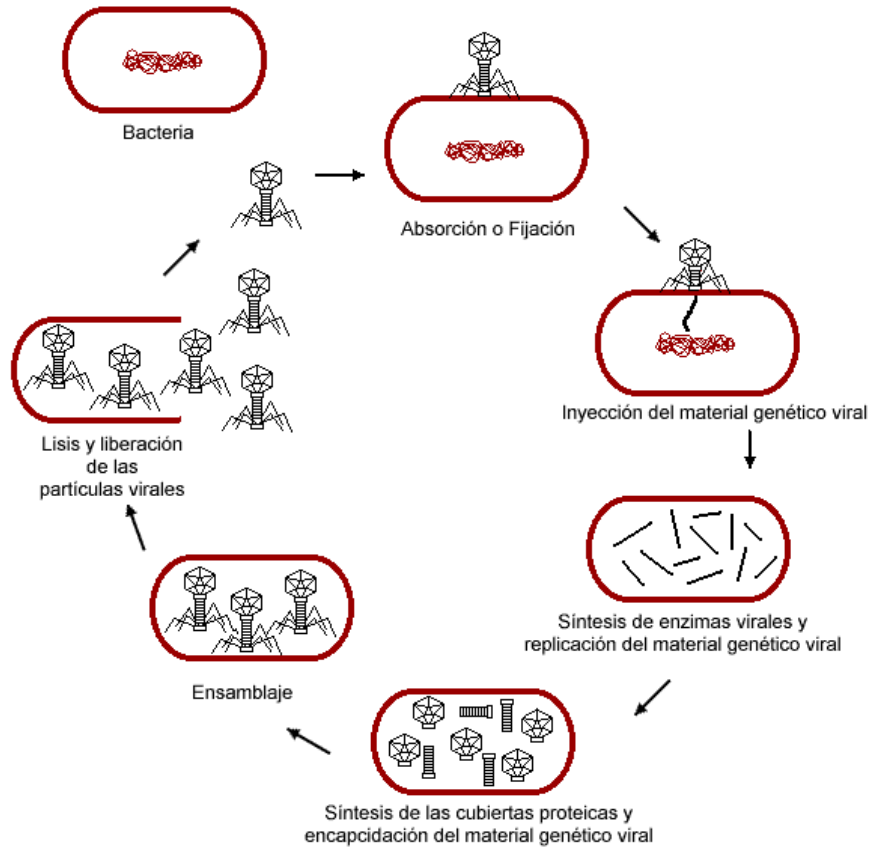 Bacteria
Absorción o Fijación
Inyección del material genético viral
Síntesis de enzimas virales y
replicación del material genético viral
Síntesis de las cubiertas proteicas y
encapcidación del material genético viral
Ensamblaje
Lisis y liberación
de las
partículas virales